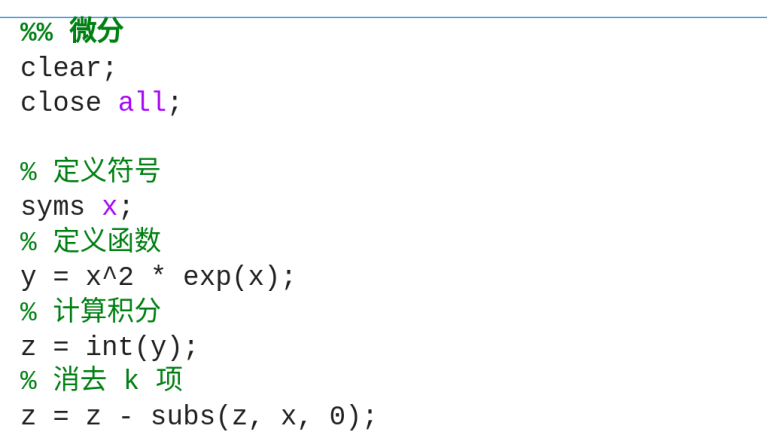 %% 微分
clear;
close all;
% 定义符号
syms x;
% 定义函数
y = x^2 * exp(x);
% 计算积分
z = int(y);
% 消去 k 项
z = z - subs(z, x, 0);